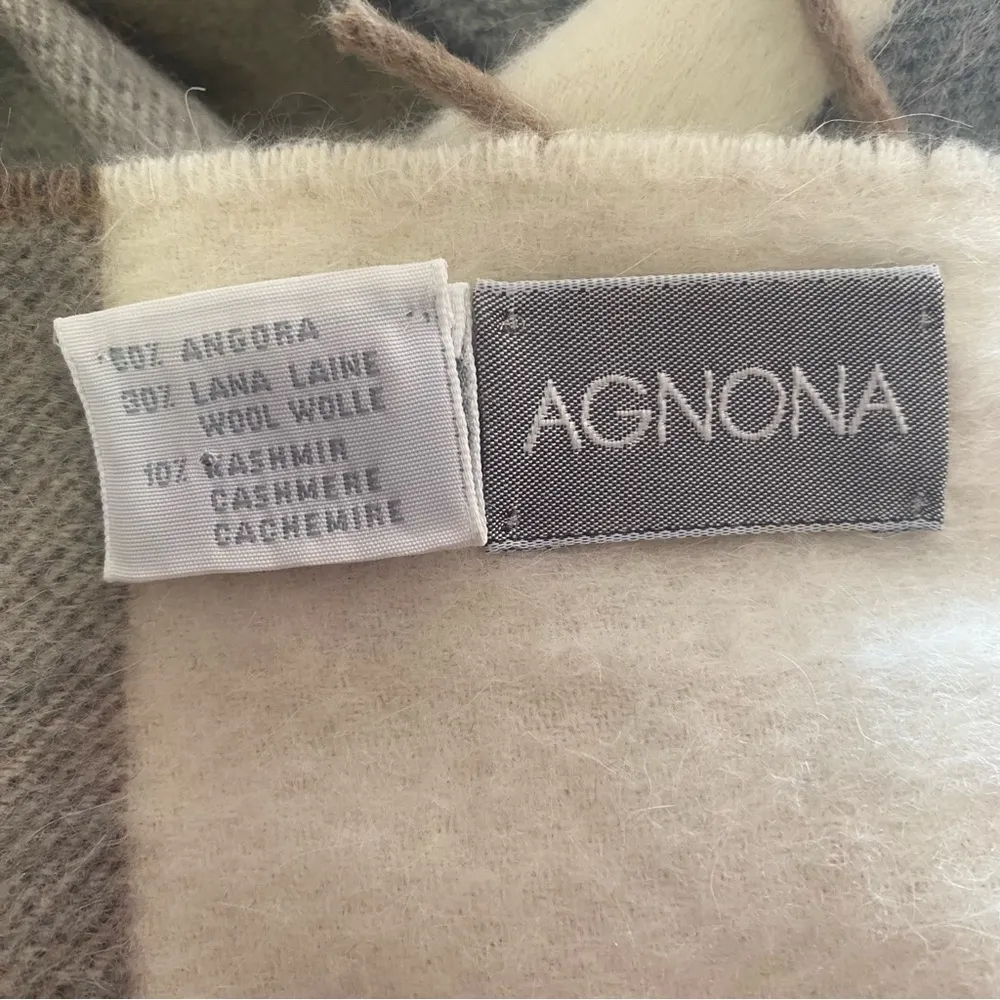 60% ANGORA
30% LANA LAINE
WOOL WOLLE
10% KASHMIR
CASHMERE
CACHEMIRE
AGNONA